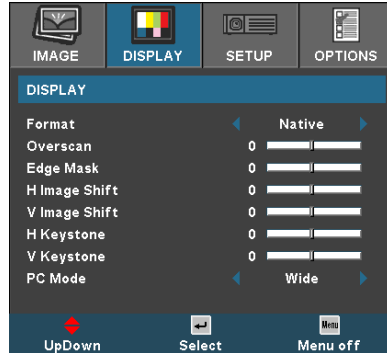 IMAGE DISPLAY SETUP OPTIONS
DISPLAY
Format Native
Overscan 0
Edge Mask 0
H Image Shift 0
V Image Shift 0
H Keystone 0
V Keystone 0
PC Mode Wide
Menu
UpDown Select Menu off